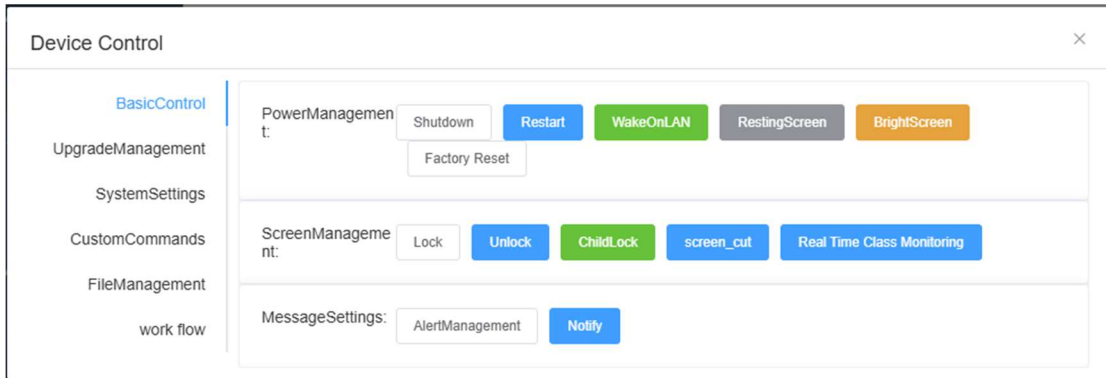 Device Control
BasicControl
UpgradeManagement
SystemSettings
CustomCommands
FileManagement
work flow
PowerManagemen
t:
Shutdown Restart WakeOnLAN RestingScreen BrightScreen
Factory Reset
ScreenManageme
nt:
Lock Unlock ChildLock screen_cut Real Time Class Monitoring
MessageSettings:
AlertManagement Notify